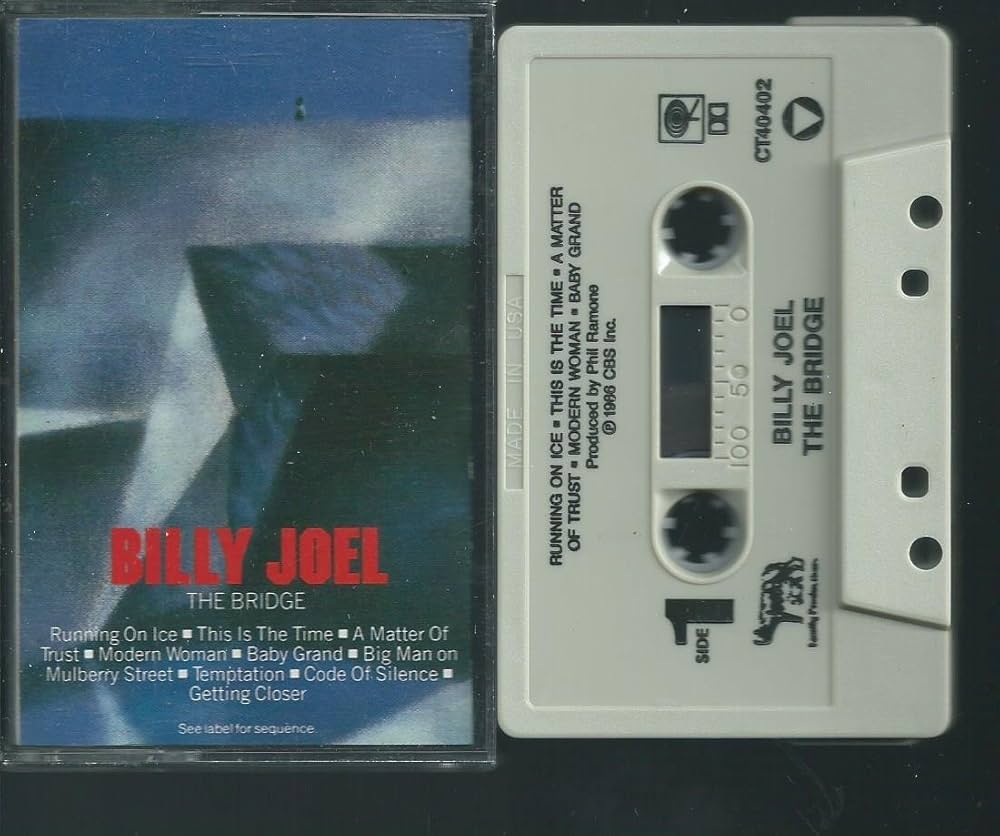 BILLY JOEL
THE BRIDGE
Running On Ice ■ This Is The Time ■ A Matter Of
Trust ■ Modern Woman ■ Baby Grand ■ Big Man on
Mulberry Street ■ Temptation ■ Code Of Silence ■
Getting Closer
See label for sequence
MADE IN USA
RUNNING ON ICE ■ THIS IS THE TIME ■ A MATTER
OF TRUST ■ MODERN WOMAN ■ BABY GRAND
Produced by Phil Ramone
℗ 1986 CBS Inc.
100 50 0
BILLY JOEL
THE BRIDGE
SIDE 1
CT40402
Family Productions